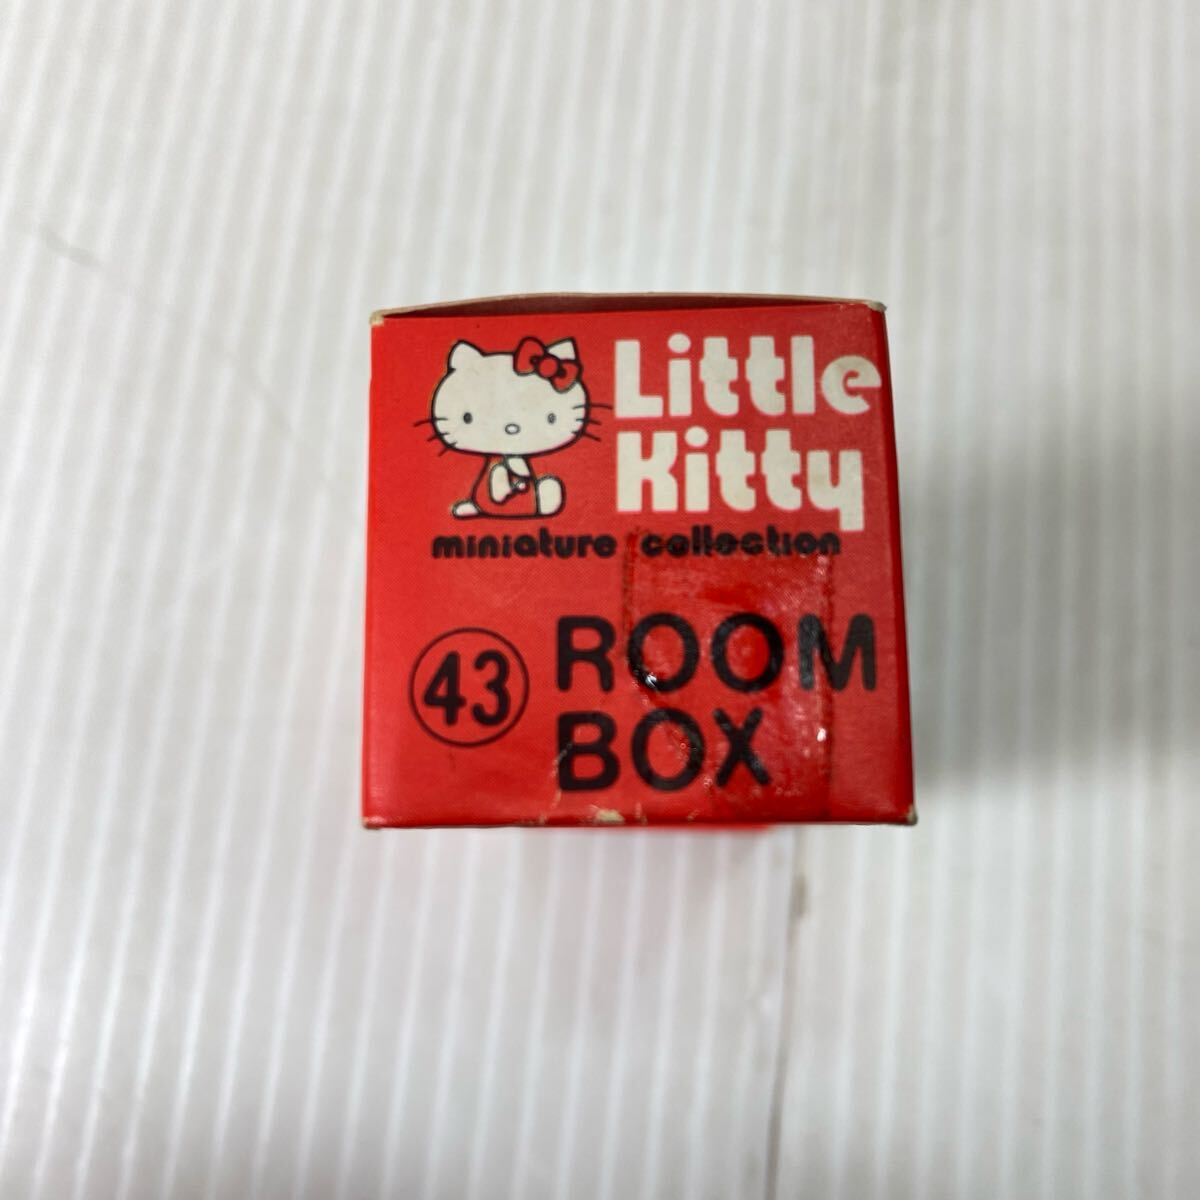 Little
Kitty
miniature collection
43 ROOM
BOX